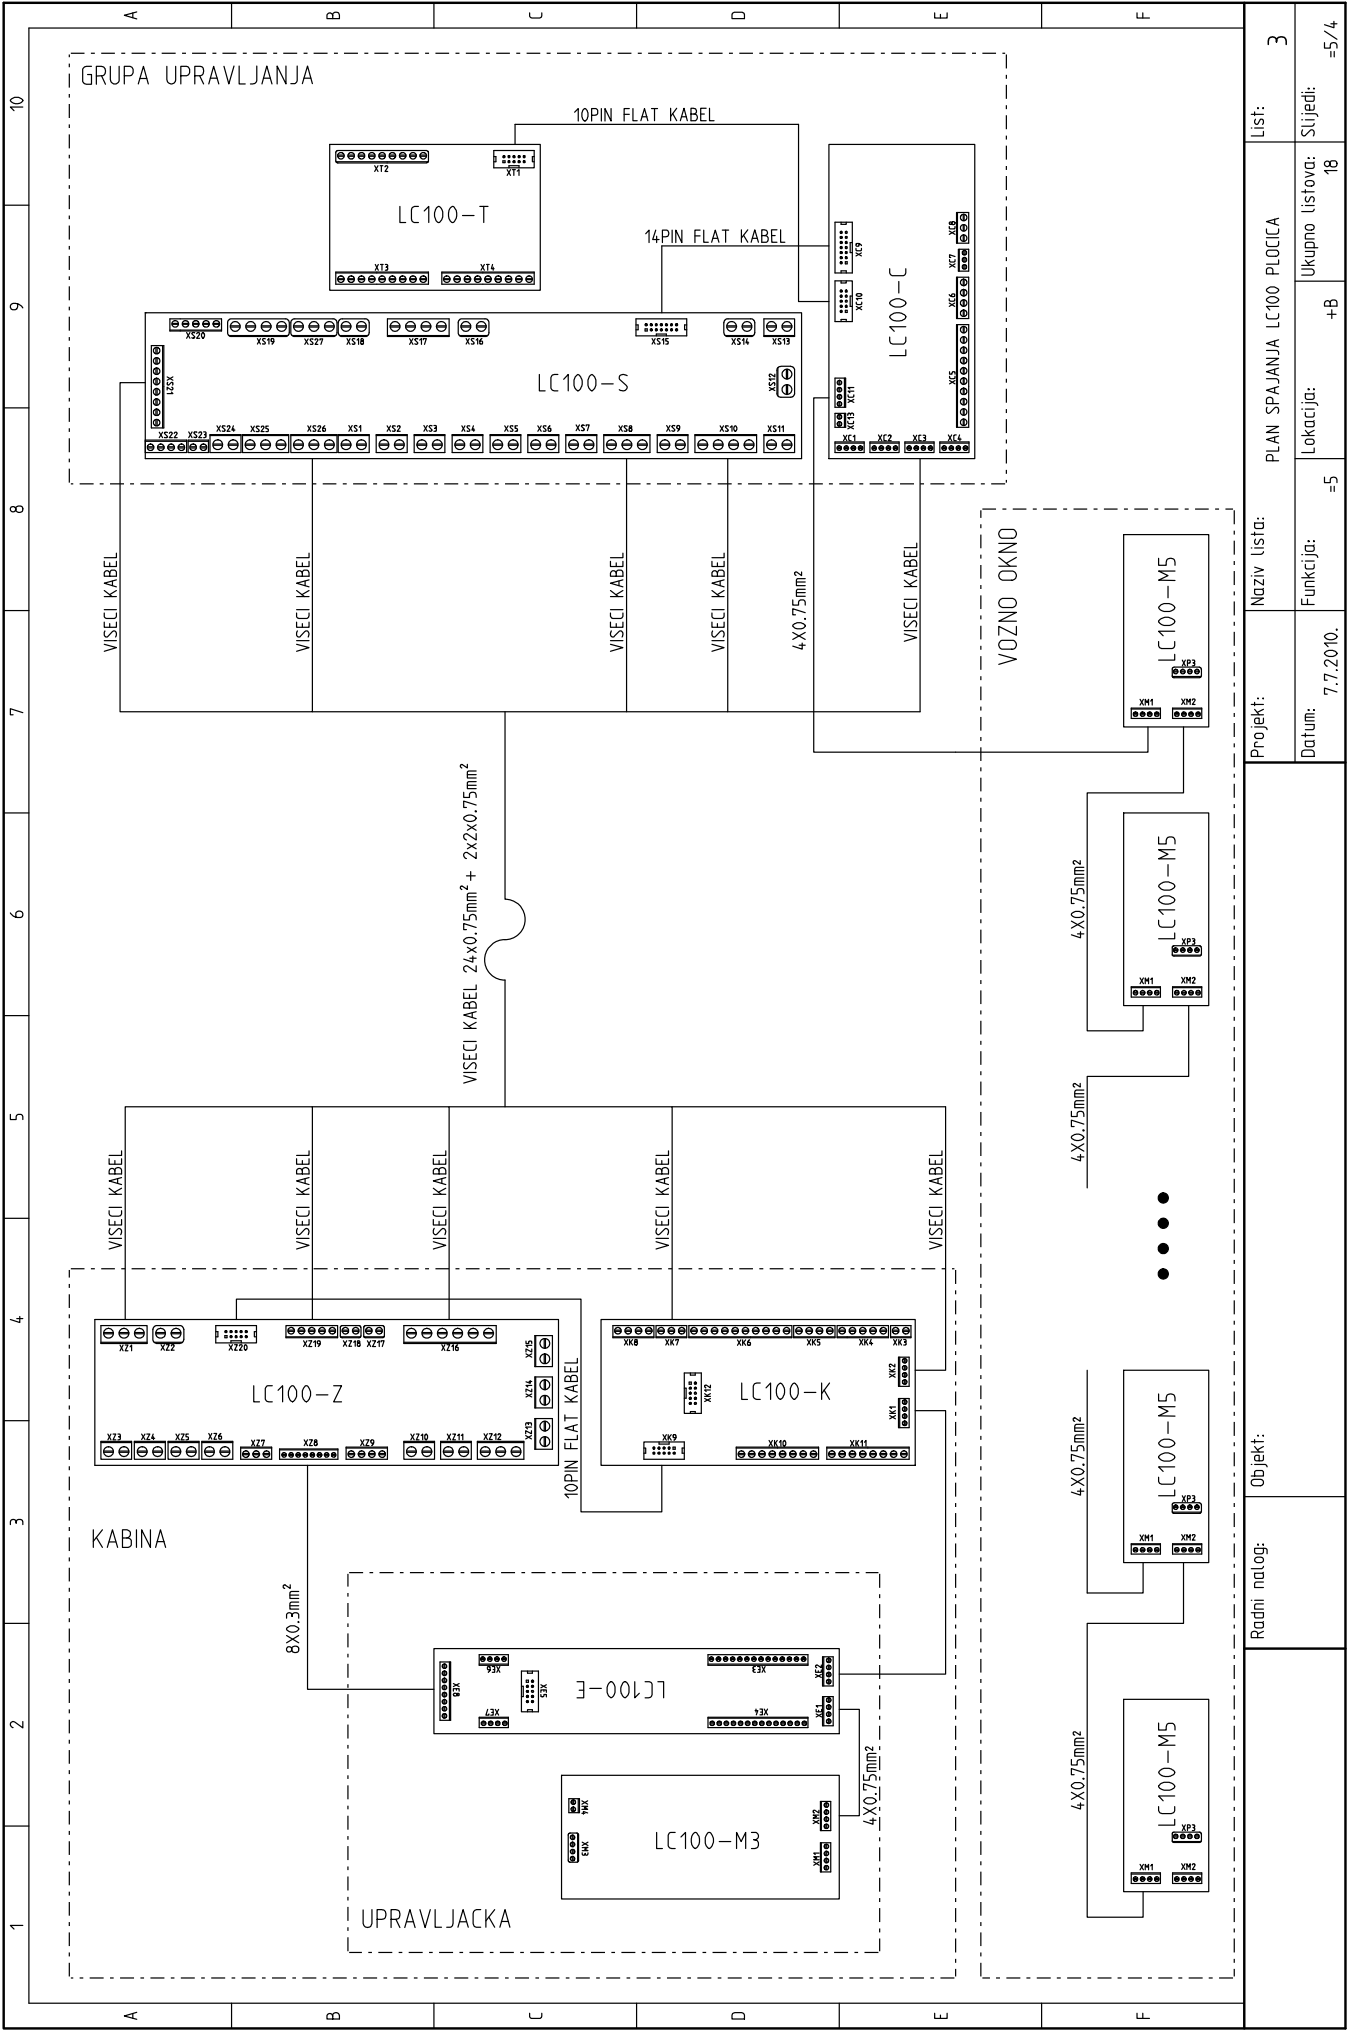 A
B
C
D
E
F
10
9
8
7
6
5
4
3
2
1
GRUPA UPRAVLJANJA
10PIN FLAT KABEL
XT2
XT1
LC100-T
XT3
XT4
14PIN FLAT KABEL
XC9
XC10
XC8
XC7
XC6
XC5
LC100-C
XC11
XC13
XC1
XC2
XC3
XC4
XS20
XS19
XS27
XS18
XS17
XS16
XS15
XS14
XS13
XS21
LC100-S
XS12
XS22
XS23
XS24
XS25
XS26
XS1
XS2
XS3
XS4
XS5
XS6
XS7
XS8
XS9
XS10
XS11
VISECI KABEL
VISECI KABEL
VISECI KABEL
VISECI KABEL
4X0.75mm²
VISECI KABEL
VOZNO OKNO
LC100-M5
XP3
XM1
XM2
VISECI KABEL 24x0.75mm² + 2x2x0.75mm²
4X0.75mm²
LC100-M5
XP3
XM1
XM2
4X0.75mm²
VISECI KABEL
VISECI KABEL
VISECI KABEL
VISECI KABEL
VISECI KABEL
XZ1
XZ2
XZ20
XZ19
XZ18
XZ17
XZ16
XZ15
XZ14
XZ13
LC100-Z
XZ3
XZ4
XZ5
XZ6
XZ7
XZ8
XZ9
XZ10
XZ11
XZ12
10PIN FLAT KABEL
XK8
XK7
XK6
XK5
XK4
XK3
XK12
LC100-K
XK2
XK1
XK9
XK10
XK11
4X0.75mm²
LC100-M5
XP3
XM1
XM2
KABINA
8X0.3mm²
XE6
XE3
XE8
XE5
LC100-E
XE2
XE1
XE7
XE4
4X0.75mm²
XM4
XM3
LC100-M3
XM2
XM1
UPRAVLJACKA
4X0.75mm²
LC100-M5
XP3
XM1
XM2
A
B
C
D
E
F
Radni nalog:
Objekt:
Projekt:
Datum:
7.7.2010.
Naziv lista:
PLAN SPAJANJA LC100 PLOCICA
Funkcija:
=5
Lokacija:
+B
Ukupno listova:
18
List:
3
Slijedi:
=5/4